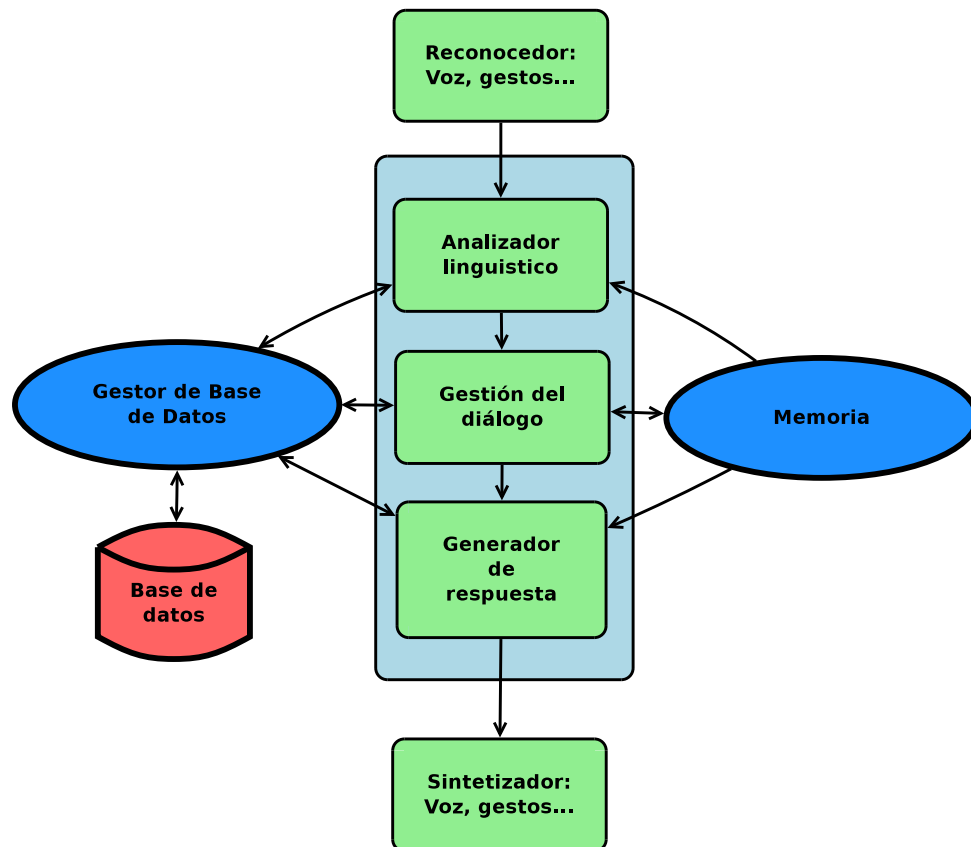 Reconocedor:
Voz, gestos...
Analizador
linguistico
Gestor de Base
de Datos
Gestión del
diálogo
Memoria
Generador
de
respuesta
Base de
datos
Sintetizador:
Voz, gestos...